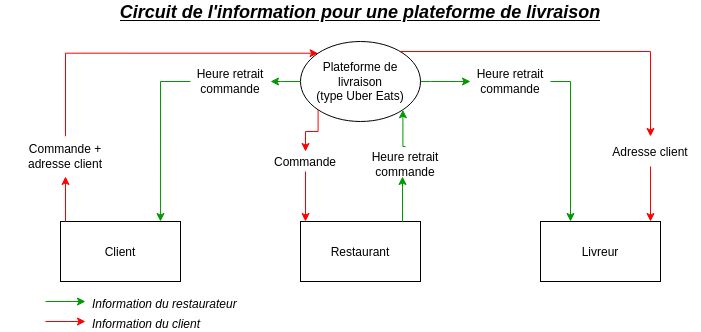 Circuit de l'information pour une plateforme de livraison
Plateforme de
livraison
(type Uber Eats)
Heure retrait
commande
Heure retrait
commande
Commande +
adresse client
Commande
Heure retrait
commande
Adresse client
Client
Restaurant
Livreur
Information du restaurateur
Information du client